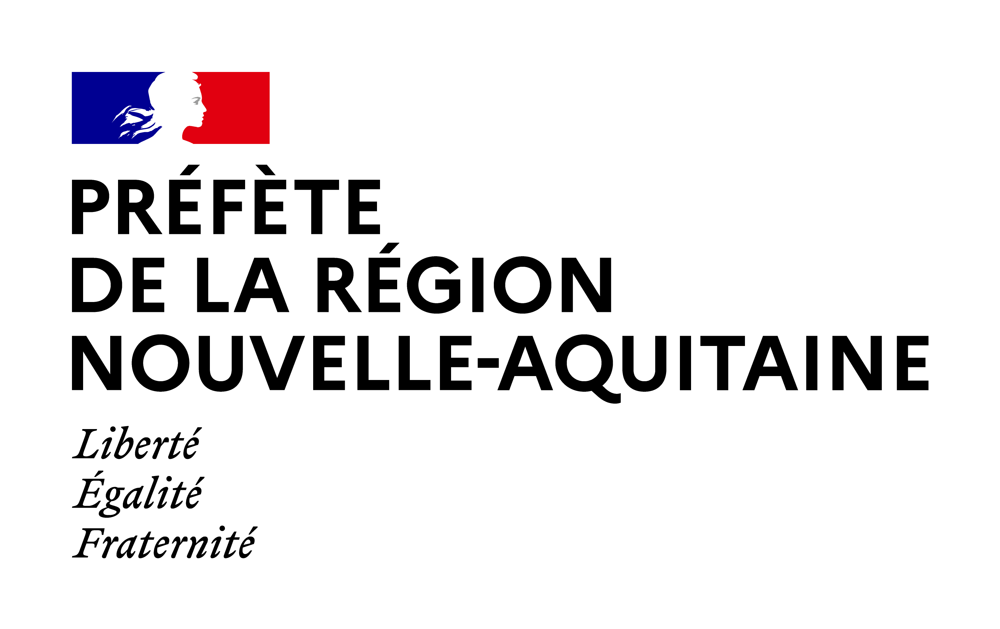 PRÉFÈTE
DE LA RÉGION
NOUVELLE-AQUITAINE
Liberté
Égalité
Fraternité